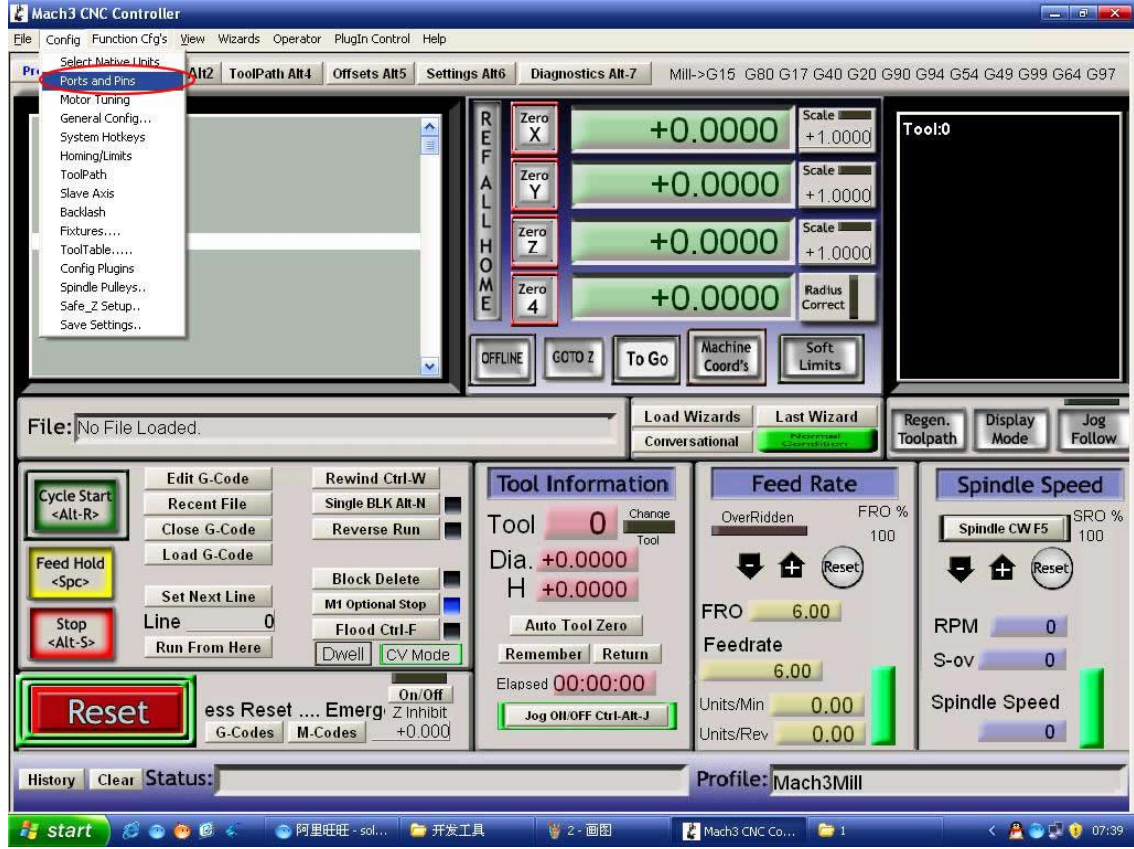 Mach3 CNC Controller
File Config Function Cfg's View Wizards Operator PlugIn Control Help
Select Native Units
Ports and Pins
Motor Tuning
General Config...
System Hotkeys
Homing/Limits
ToolPath
Slave Axis
Backlash
Fixtures....
ToolTable.....
Config Plugins
Spindle Pulleys..
Safe_Z Setup..
Save Settings..
Alt2 ToolPath Alt4 Offsets Alt5 Settings Alt6 Diagnostics Alt-7 Mill->G15 G80 G17 G40 G20 G90 G94 G54 G49 G99 G64 G97
REF ALL HOME
Zero X +0.0000 Scale +1.0000
Zero Y +0.0000 Scale +1.0000
Zero Z +0.0000 Scale +1.0000
Zero 4 +0.0000 Radius Correct
OFFLINE GOTO Z To Go Machine Coord's Soft Limits
Tool:0
File: No File Loaded.
Load Wizards Last Wizard
Conversational Normal Condition
Regen. Toolpath Display Mode Jog Follow
Cycle Start <Alt-R>
Feed Hold <Spc>
Stop <Alt-S>
Edit G-Code
Recent File
Close G-Code
Load G-Code
Set Next Line
Line 0
Run From Here
Rewind Ctrl-W
Single BLK Alt-N
Reverse Run
Block Delete
M1 Optional Stop
Flood Ctrl-F
Dwell CV Mode
Reset
ess Reset .... Emerg
G-Codes M-Codes
On/Off
Z Inhibit
+0.000
Tool Information
Tool 0 Change Tool
Dia. +0.0000
H +0.0000
Auto Tool Zero
Remember Return
Elapsed 00:00:00
Jog ON/OFF Ctrl-Alt-J
Feed Rate
OverRidden FRO % 100
Reset
FRO 6.00
Feedrate
6.00
Units/Min 0.00
Units/Rev 0.00
Spindle Speed
Spindle CW F5 SRO % 100
Reset
RPM 0
S-ov 0
Spindle Speed
0
History Clear Status:
Profile: Mach3Mill
start 阿里旺旺 - sol... 开发工具 2 - 画图 Mach3 CNC Co... 1 07:39